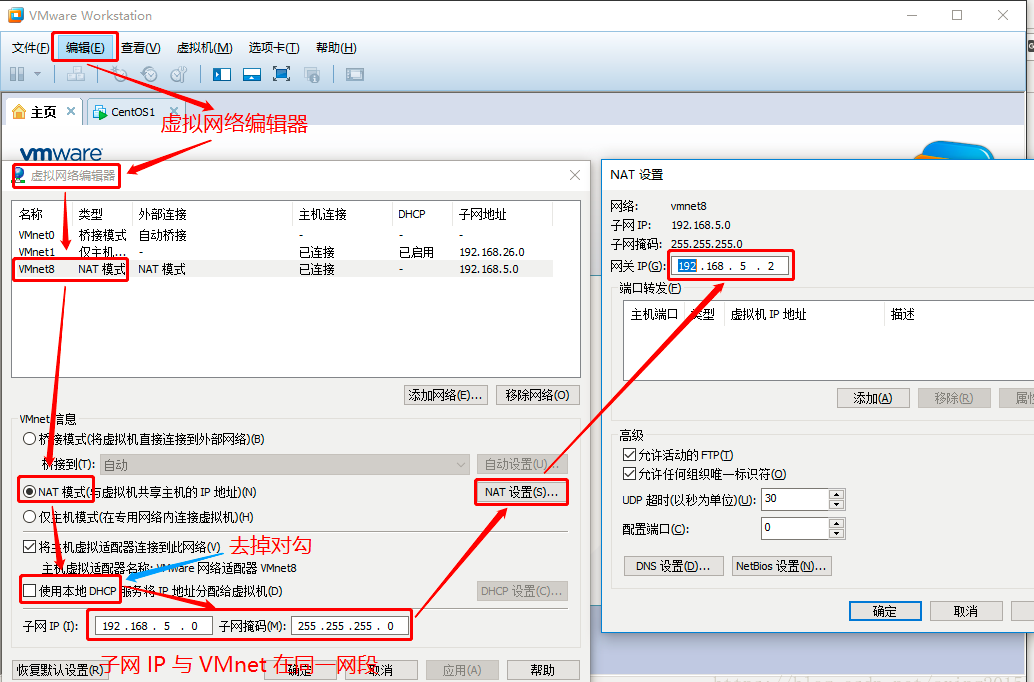 VMware Workstation
文件(F) 编辑(E) 查看(V) 虚拟机(M) 选项卡(T) 帮助(H)
主页 CentOS1
虚拟网络编辑器
vmware
虚拟网络编辑器
名称 类型 外部连接 主机连接 DHCP 子网地址
VMnet0 桥接模式 自动桥接 - - -
VMnet1 仅主机... - 已连接 已启用 192.168.26.0
VMnet8 NAT 模式 NAT 模式 已连接 - 192.168.5.0
添加网络(E)... 移除网络(O)
VMnet 信息
桥接模式(将虚拟机直接连接到外部网络)(B)
桥接到(T): 自动 自动设置(U)...
NAT 模式(与虚拟机共享主机的 IP 地址)(N) NAT 设置(S)...
仅主机模式(在专用网络内连接虚拟机)(H)
将主机虚拟适配器连接到此网络(V)
去掉对勾
主机虚拟适配器名称: VMware 网络适配器 VMnet8
使用本地 DHCP 服务将 IP 地址分配给虚拟机(D) DHCP 设置(C)...
子网 IP (I): 192 .168 . 5 . 0 子网掩码(M): 255 .255 .255 . 0
子网 IP 与 VMnet 在同一网段
恢复默认设置(R) 确定 取消 应用(A) 帮助
NAT 设置
网络: vmnet8
子网 IP: 192.168.5.0
子网掩码: 255.255.255.0
网关 IP(G): 192 .168 . 5 . 2
端口转发(F)
主机端口 类型 虚拟机 IP 地址 描述
添加(A) 移除(R) 属性
高级
允许活动的 FTP(T)
允许任何组织唯一标识符(O)
UDP 超时(以秒为单位)(U): 30
配置端口(C): 0
DNS 设置(D)... NetBios 设置(N)...
确定 取消